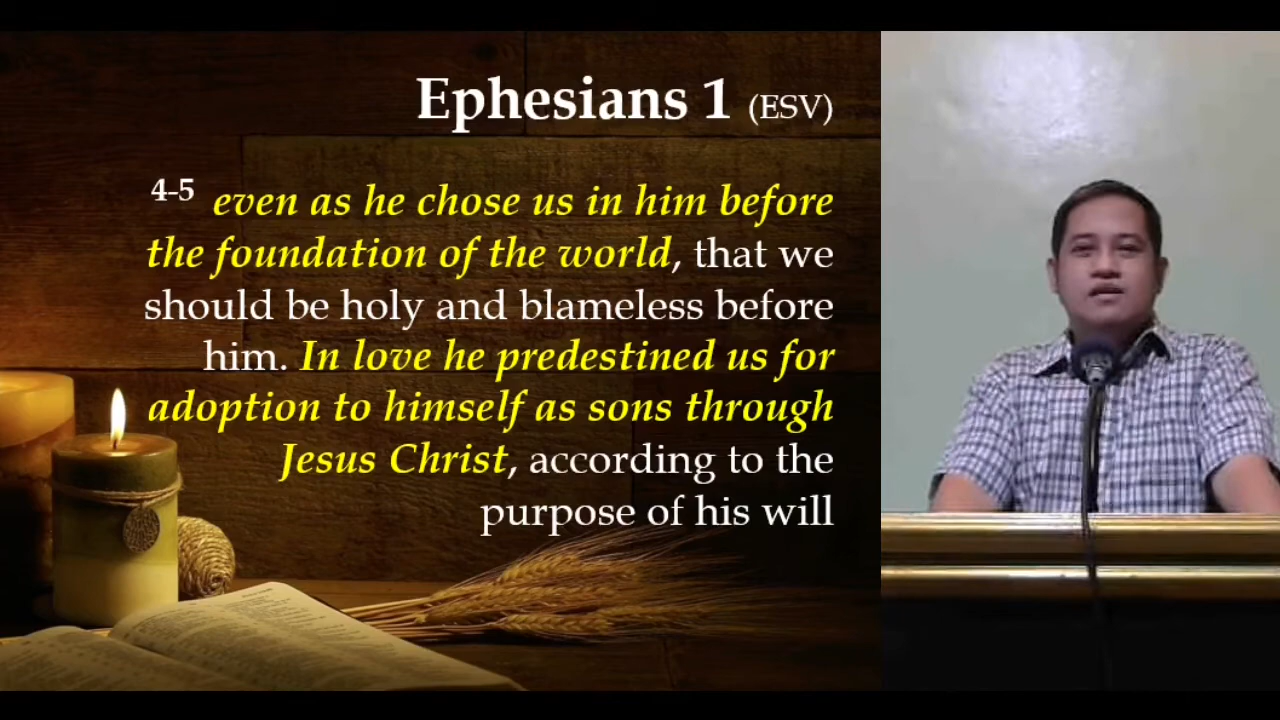 Ephesians 1 (ESV)
4-5 even as he chose us in him before
the foundation of the world, that we
should be holy and blameless before
him. In love he predestined us for
adoption to himself as sons through
Jesus Christ, according to the
purpose of his will